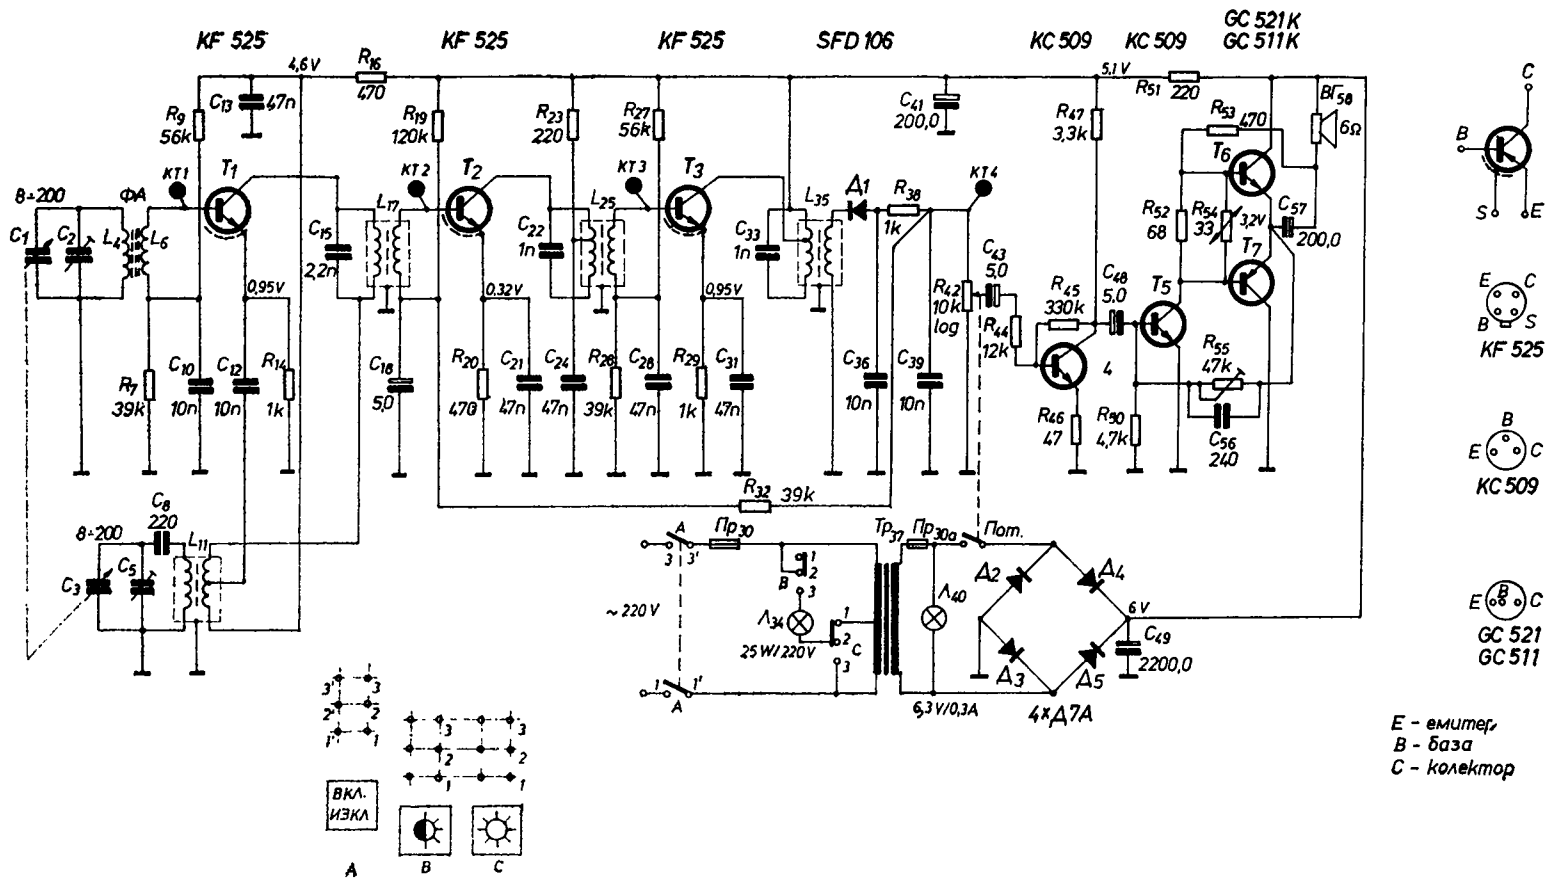 KF 525
KF 525
KF 525
SFD 106
KC 509
KC 509
GC 521K
GC 511K
4,6V
R16
470
5,1 V
R51
220
C13
47n
R9
56k
R19
120k
R23
220
R27
56k
C41
200,0
R47
3,3k
R53
470
ВГ58
6Ω
C
B
S
E
8÷200
ФА
КТ1
T1
КТ2
T2
КТ3
T3
Д1
R38
1k
КТ4
T6
C1
C2
L4
L6
C15
2,2n
L17
C22
1n
L25
C33
1n
L35
R52
68
R54
33
3,2V
C57
200,0
T7
0,95V
0,32V
0,95V
R42
10k
log
C43
5,0
R44
12k
R45
330k
C48
5,0
T5
4
R55
47k
E
C
B
S
KF 525
R7
39k
C10
10n
C12
10n
R14
1k
C18
5,0
R20
470
C21
47n
C24
47n
R26
39k
C28
47n
R29
1k
C31
47n
C36
10n
C39
10n
R46
47
R50
4,7k
C56
240
B
E
C
KC 509
R32
39k
C8
220
8÷200
L11
C3
C5
А
3
3'
Пр30
Тр37
Пр30а
Пот.
1
2
B
3
~ 220 V
Л34
25W/220V
1
2
C
3
Л40
Д2
Д4
Д3
Д5
6 V
C49
2200,0
B
E
C
GC 521
GC 511
1
1'
А
6,3V/0,3A
4xД7А
3'
3
2'
2
1'
1
3
3
2
2
1
1
ВКЛ.
ИЗКЛ
А
B
C
E - емитер,
B - база
C - колектор